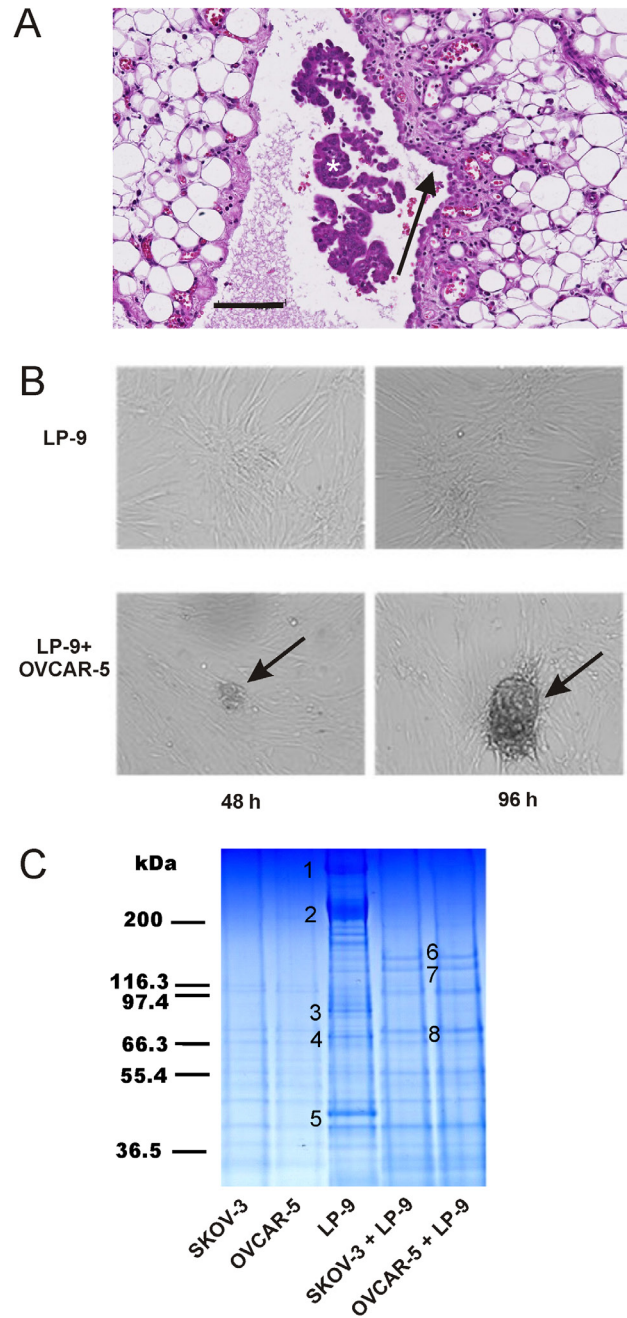 A
*
B
LP-9
LP-9+
OVCAR-5
48 h
96 h
C
kDa
200
116.3
97.4
66.3
55.4
36.5
1
2
3
4
5
6
7
8
SKOV-3
OVCAR-5
LP-9
SKOV-3 + LP-9
OVCAR-5 + LP-9